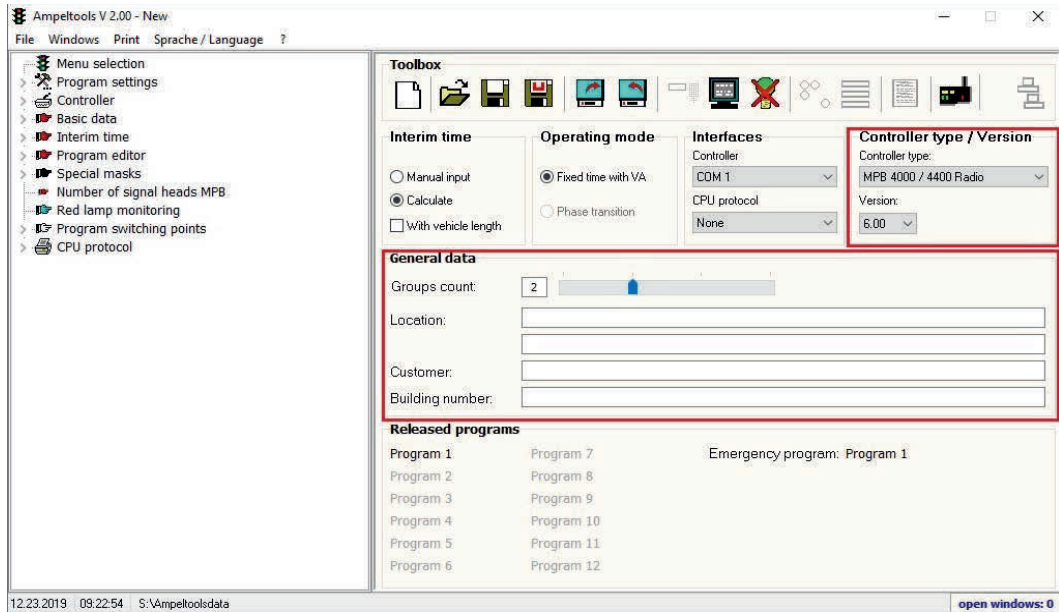 Ampeltools V 2.00 - New
File Windows Print Sprache / Language ?
Menu selection
Program settings
Controller
Basic data
Interim time
Program editor
Special masks
Number of signal heads MPB
Red lamp monitoring
Program switching points
CPU protocol
Toolbox
Interim time
Manual input
Calculate
With vehicle length
Operating mode
Fixed time with VA
Phase transition
Interfaces
Controller
COM 1
CPU protocol
None
Controller type / Version
Controller type:
MPB 4000 / 4400 Radio
Version:
6.00
General data
Groups count: 2
Location:
Customer:
Building number:
Released programs
Program 1 Program 7 Emergency program: Program 1
Program 2 Program 8
Program 3 Program 9
Program 4 Program 10
Program 5 Program 11
Program 6 Program 12
12.23.2019 09:22:54 S:\Ampeltoolsdata open windows: 0